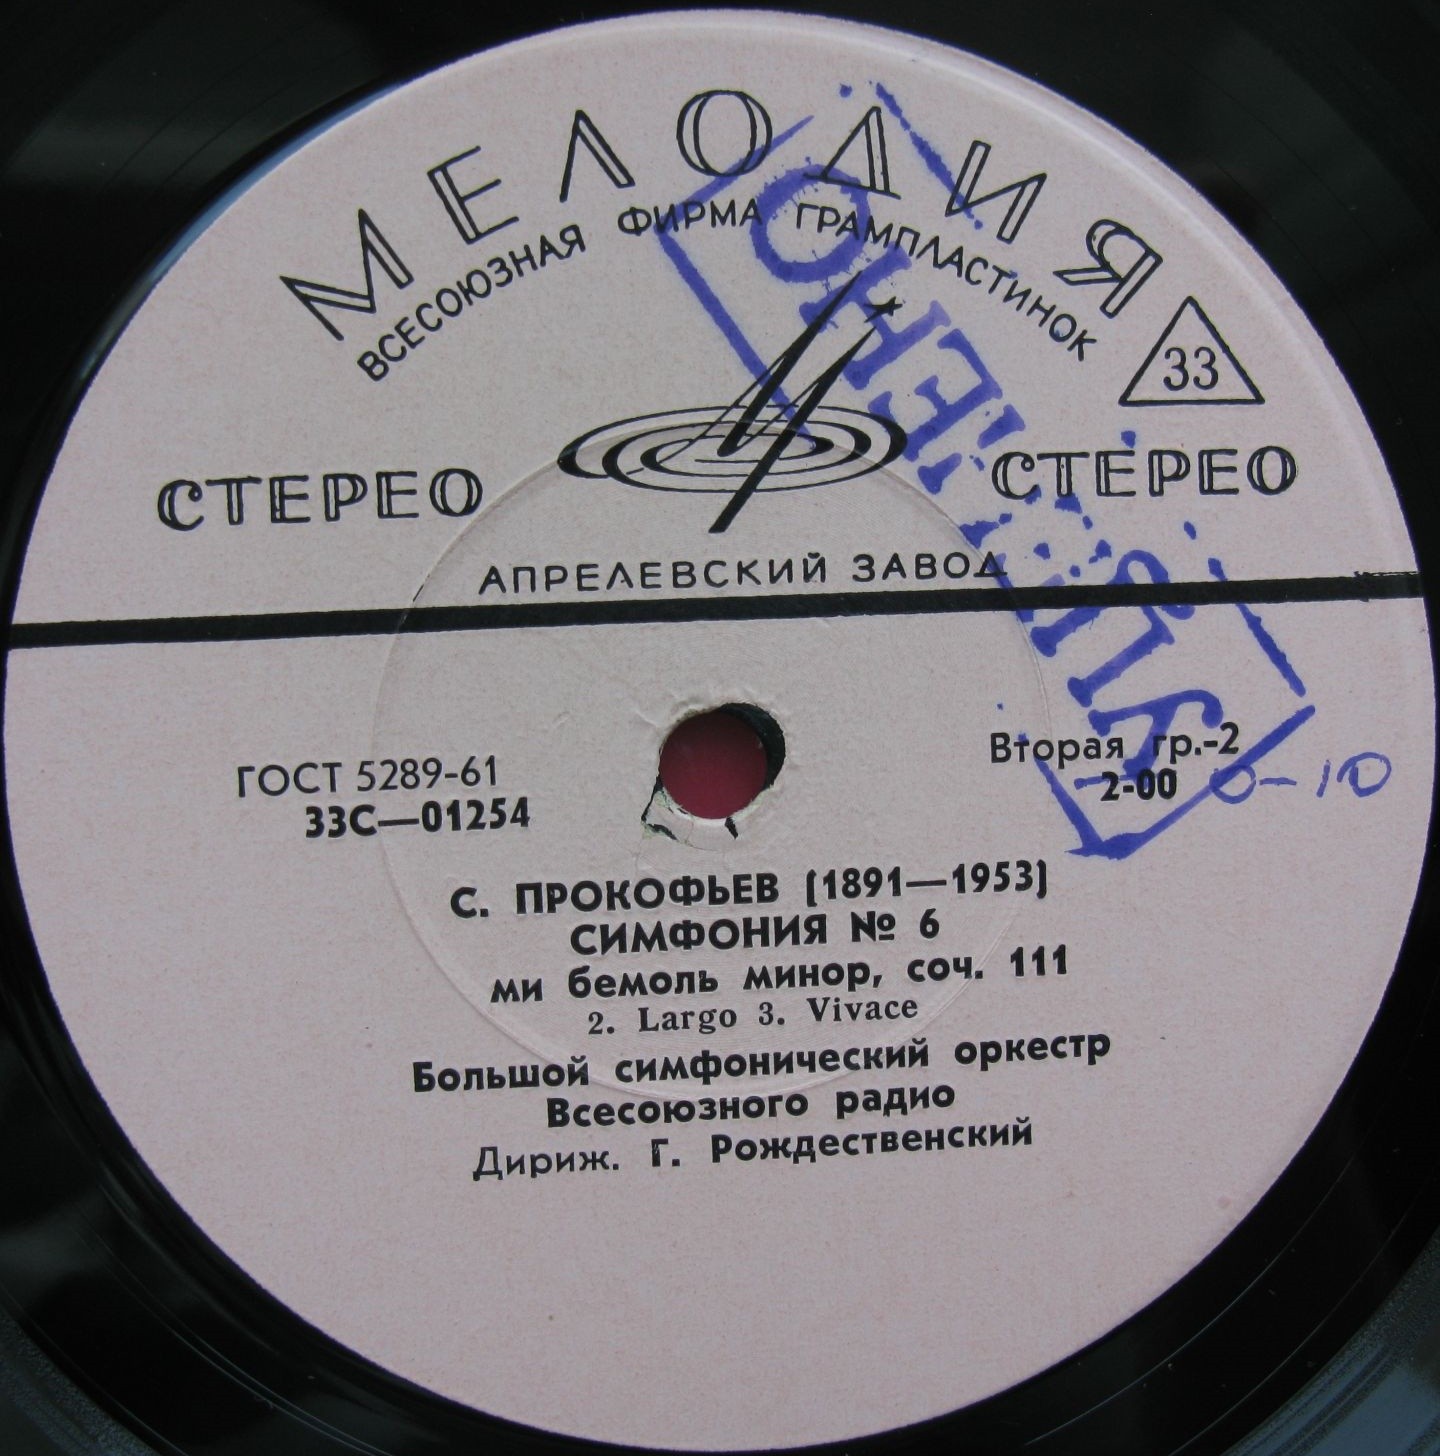 МЕЛОДИЯ
ВСЕСОЮЗНАЯ ФИРМА ГРАМПЛАСТИНОК
33
СТЕРЕО
СТЕРЕО
АПРЕЛЕВСКИЙ ЗАВОД
ГОСТ 5289-61
33С—01254
Вторая гр.-2
2-00
0-10
С. ПРОКОФЬЕВ (1891—1953)
СИМФОНИЯ № 6
ми бемоль минор, соч. 111
2. Largo 3. Vivace
Большой симфонический оркестр
Всесоюзного радио
Дириж. Г. Рождественский